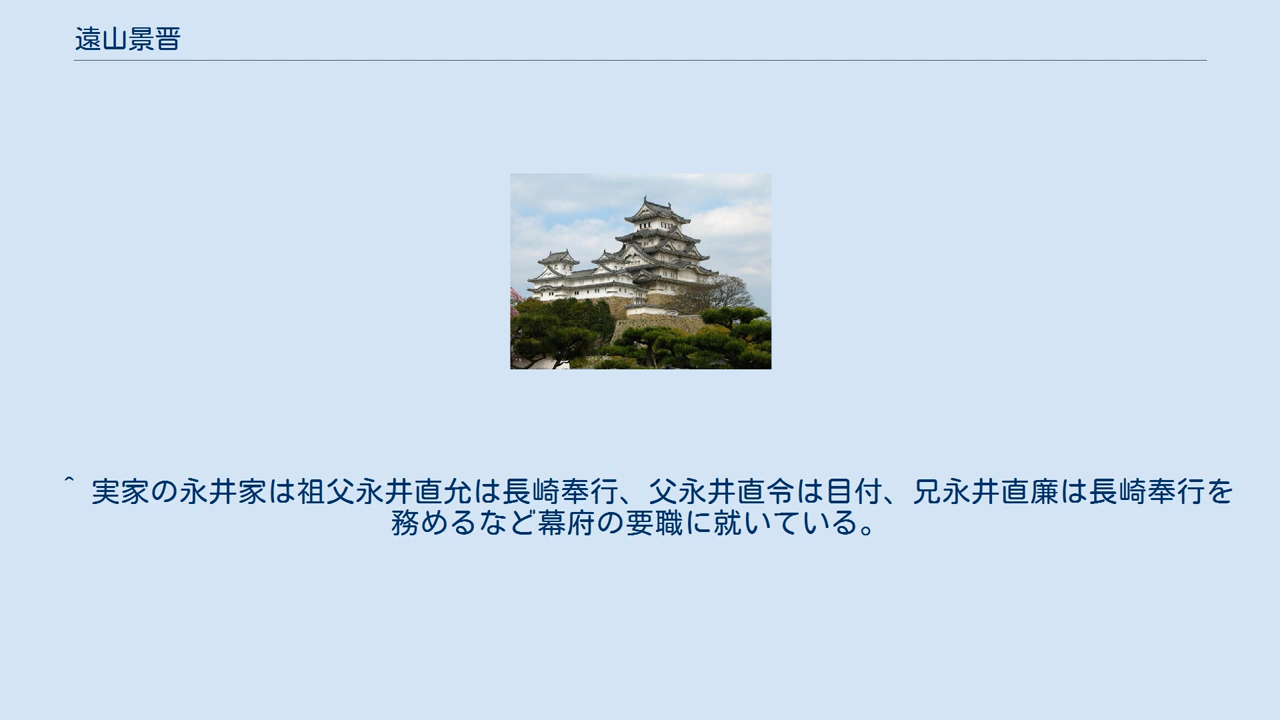 遠山景晋
^ 実家の永井家は祖父永井直允は長崎奉行、父永井直令は目付、兄永井直廉は長崎奉行を
務めるなど幕府の要職に就いている。